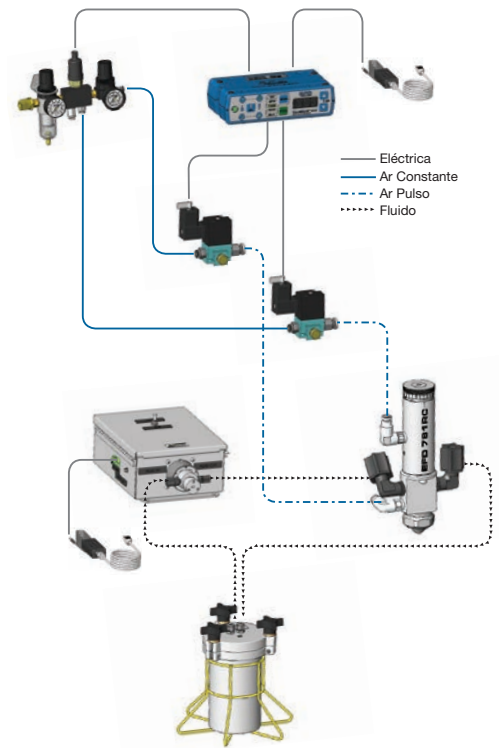 Eléctrica
Ar Constante
Ar Pulso
Fluido
EFD 781RC